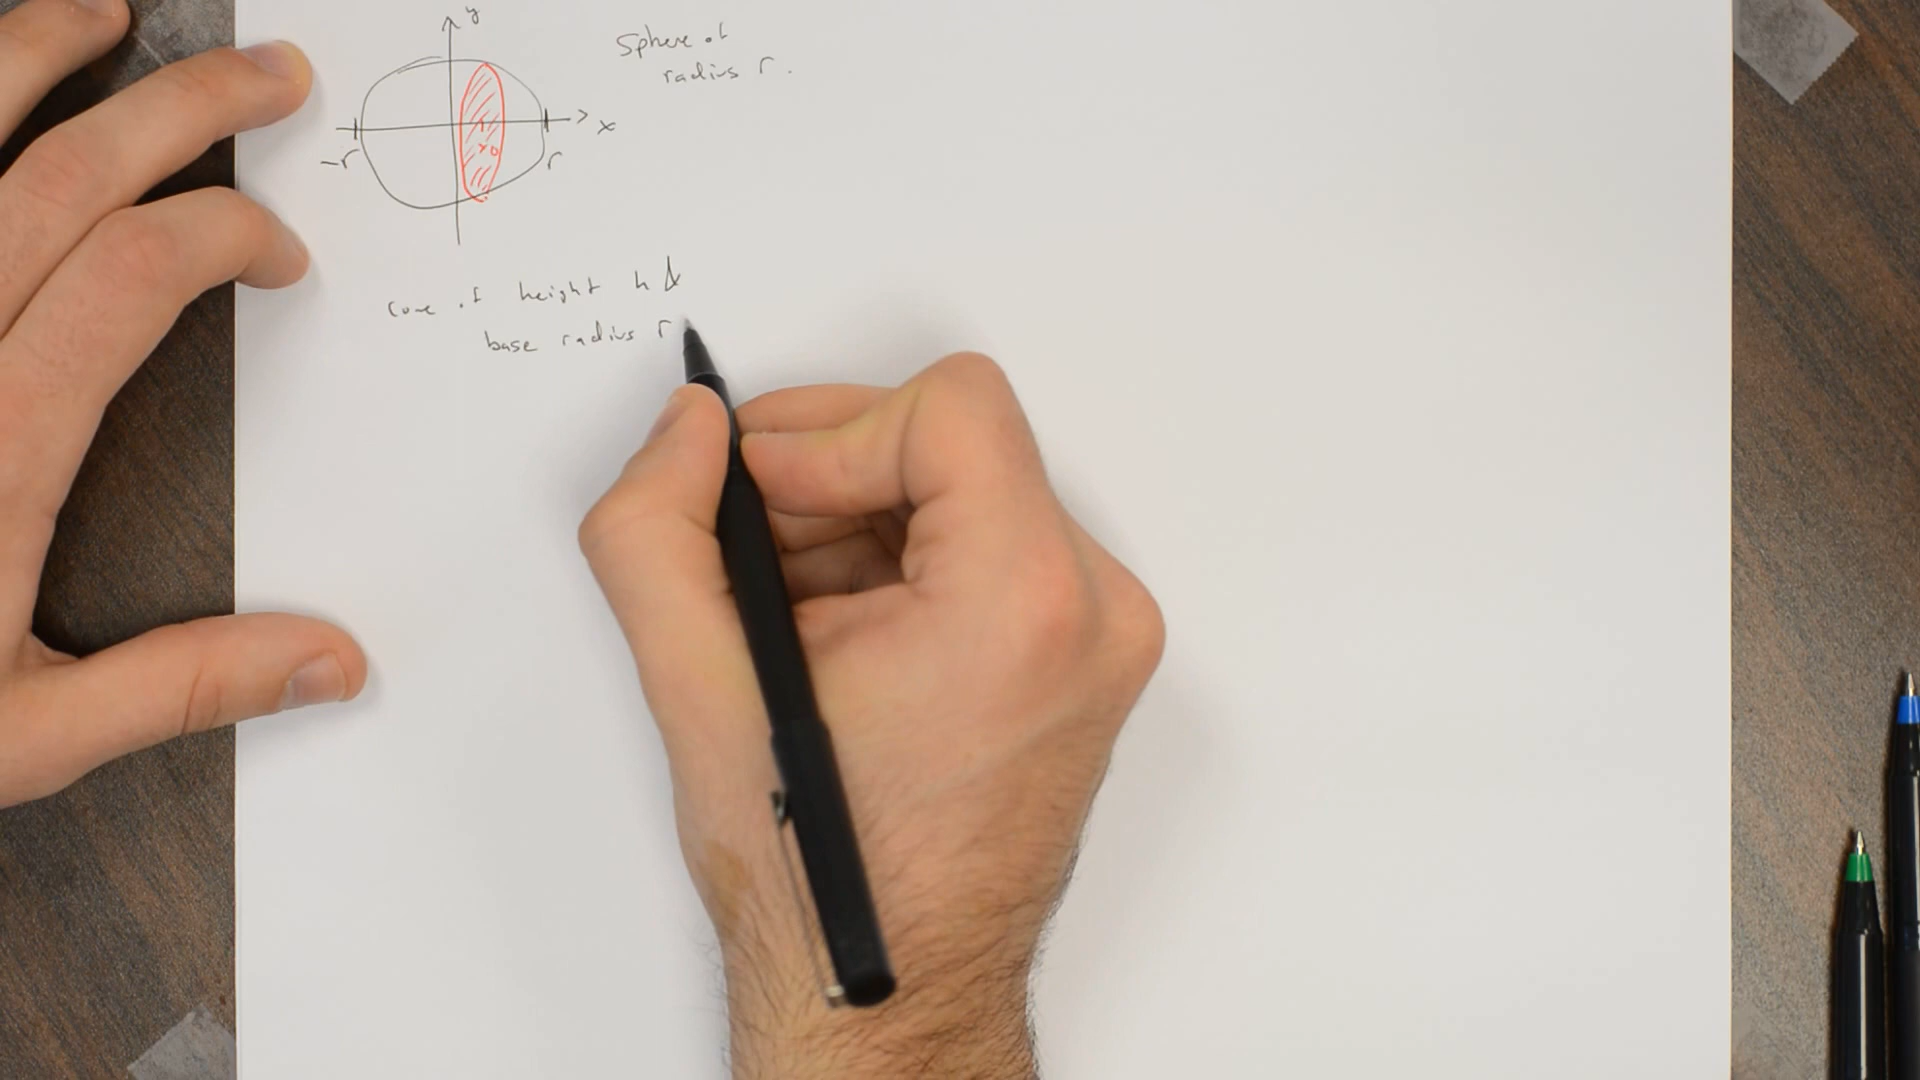 y
Sphere of
radius r.
x
x₀
-r
r
Cone of height h &
base radius r